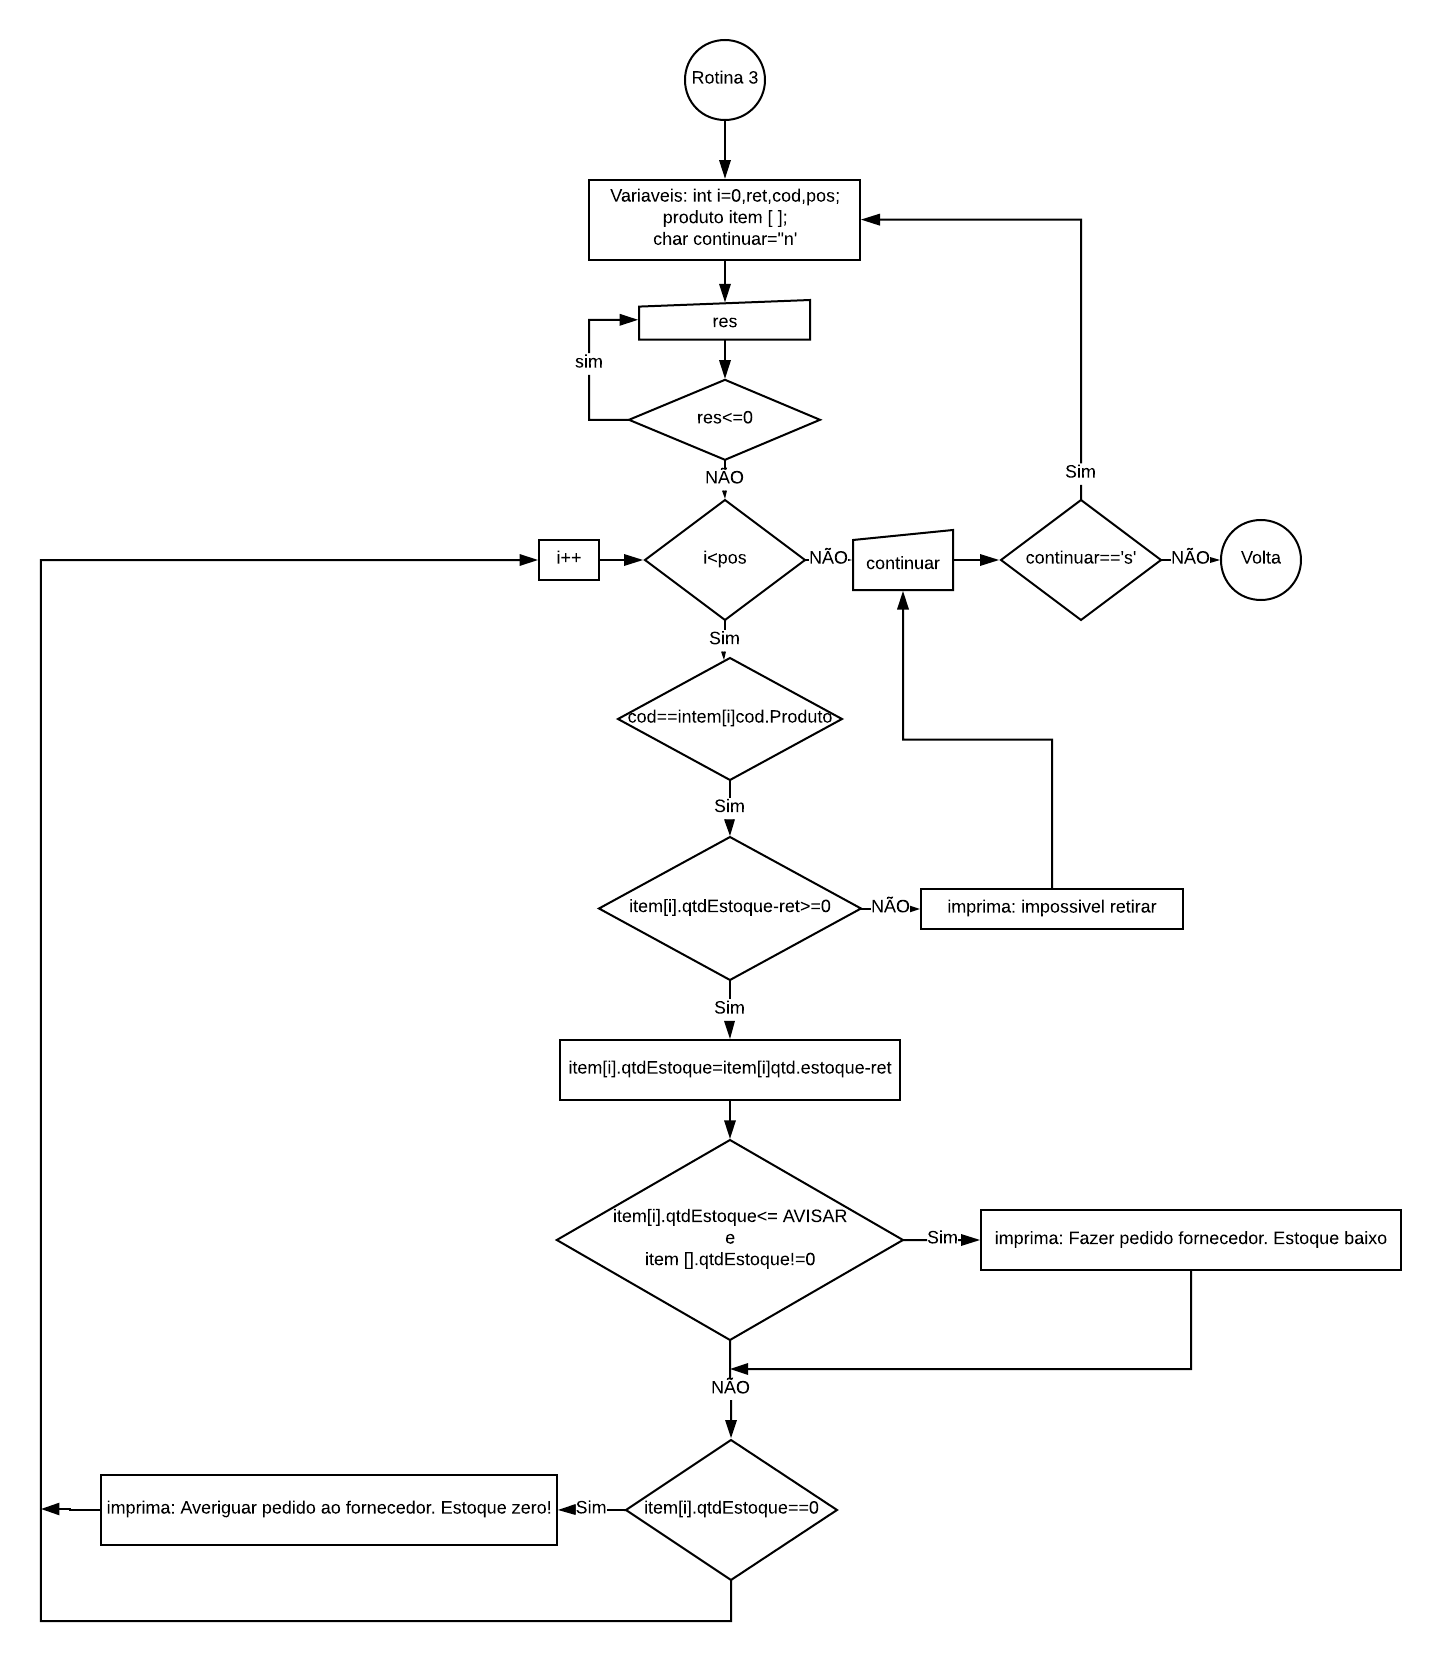 Rotina 3
Variaveis: int i=0,ret,cod,pos;
produto item [ ];
char continuar="n'
res
sim
res<=0
NÃO
Sim
i++
i<pos
NÃO
continuar
continuar=='s'
NÃO
Volta
Sim
cod==intem[i]cod.Produto
Sim
item[i].qtdEstoque-ret>=0
NÃO
imprima: impossivel retirar
Sim
item[i].qtdEstoque=item[i]qtd.estoque-ret
item[i].qtdEstoque<= AVISAR
e
item [].qtdEstoque!=0
Sim
imprima: Fazer pedido fornecedor. Estoque baixo
NÃO
imprima: Averiguar pedido ao fornecedor. Estoque zero!
Sim
item[i].qtdEstoque==0